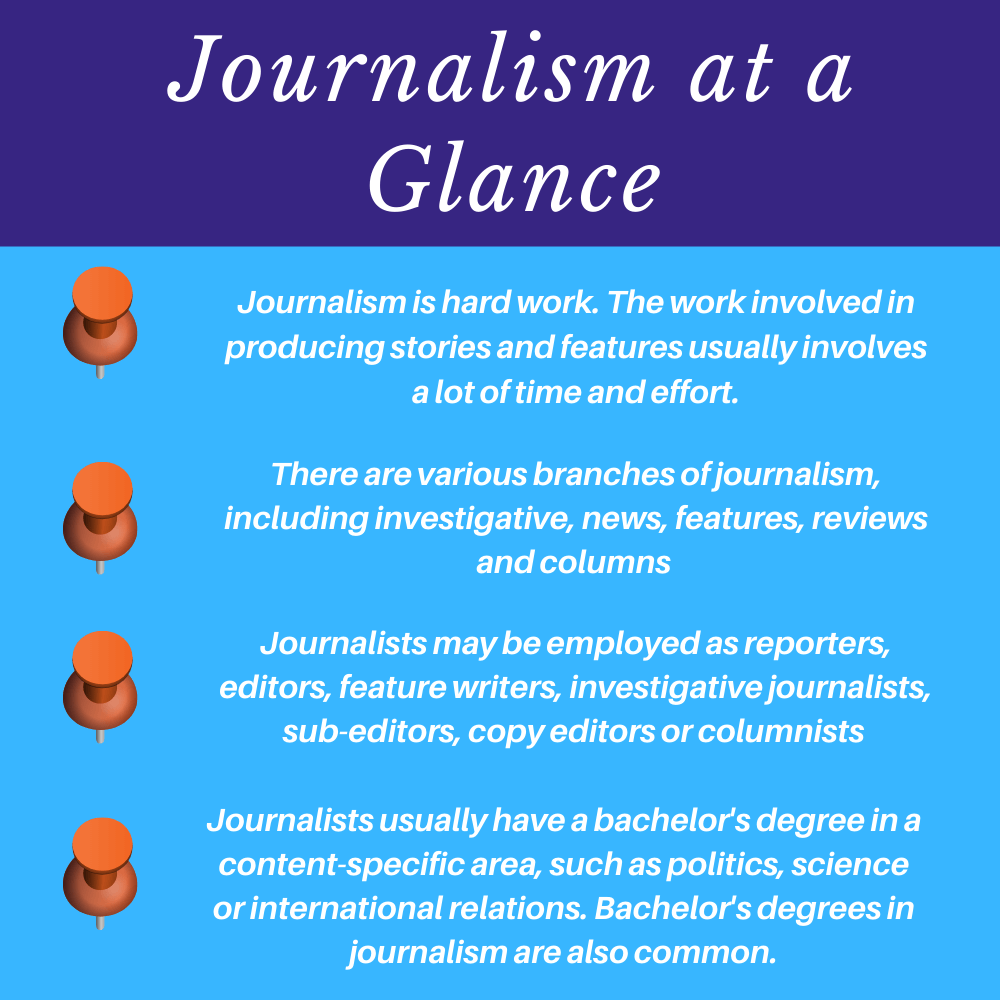 Journalism at a
Glance
Journalism is hard work. The work involved in
producing stories and features usually involves
a lot of time and effort.
There are various branches of journalism,
including investigative, news, features, reviews
and columns
Journalists may be employed as reporters,
editors, feature writers, investigative journalists,
sub-editors, copy editors or columnists
Journalists usually have a bachelor's degree in a
content-specific area, such as politics, science
or international relations. Bachelor's degrees in
journalism are also common.